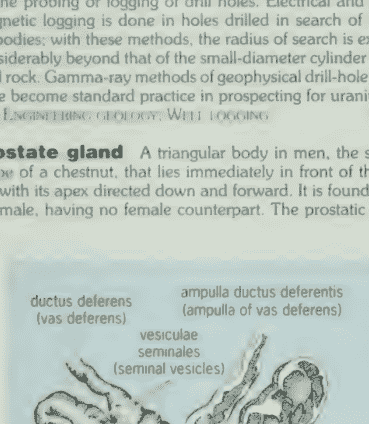 the probing or logging of drill holes. Electrical and
gnetic logging is done in holes drilled in search of
bodies; with these methods, the radius of search is ex
siderably beyond that of the small-diameter cylinder
rock. Gamma-ray methods of geophysical drill-hole
e become standard practice in prospecting for urani
ENGINEERING GEOLOGY; WELL LOGGING
ostate gland A triangular body in men, the s
pe of a chestnut, that lies immediately in front of th
with its apex directed down and forward. It is found
male, having no female counterpart. The prostatic
ductus deferens
(vas deferens)
ampulla ductus deferentis
(ampulla of vas deferens)
vesiculae
seminales
(seminal vesicles)